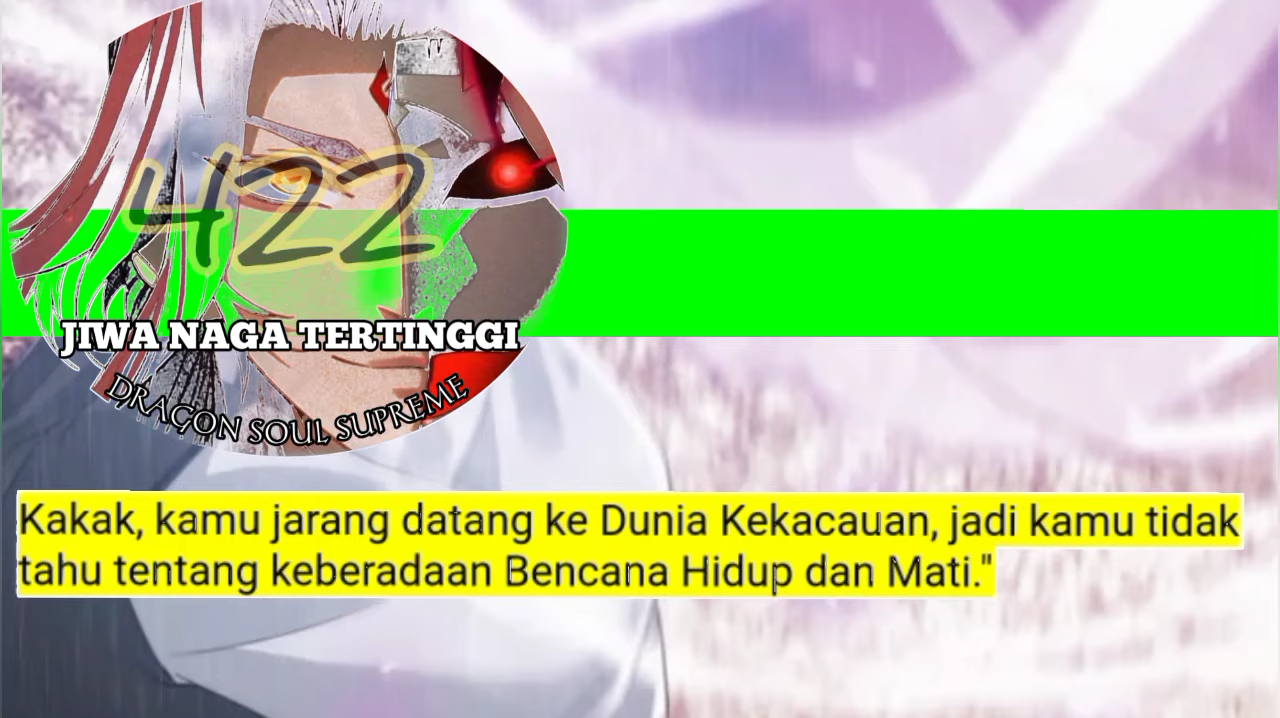 422
JIWA NAGA TERTINGGI
DRAGON SOUL SUPREME
Kakak, kamu jarang datang ke Dunia Kekacauan, jadi kamu tidak
tahu tentang keberadaan Bencana Hidup dan Mati."